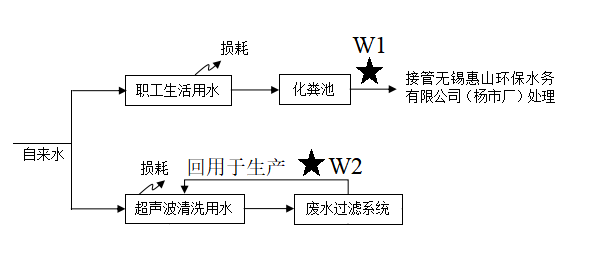 损耗
W1
职工生活用水
化粪池
接管无锡惠山环保水务
有限公司（杨市厂）处理
自来水
损耗
回用于生产
W2
超声波清洗用水
废水过滤系统